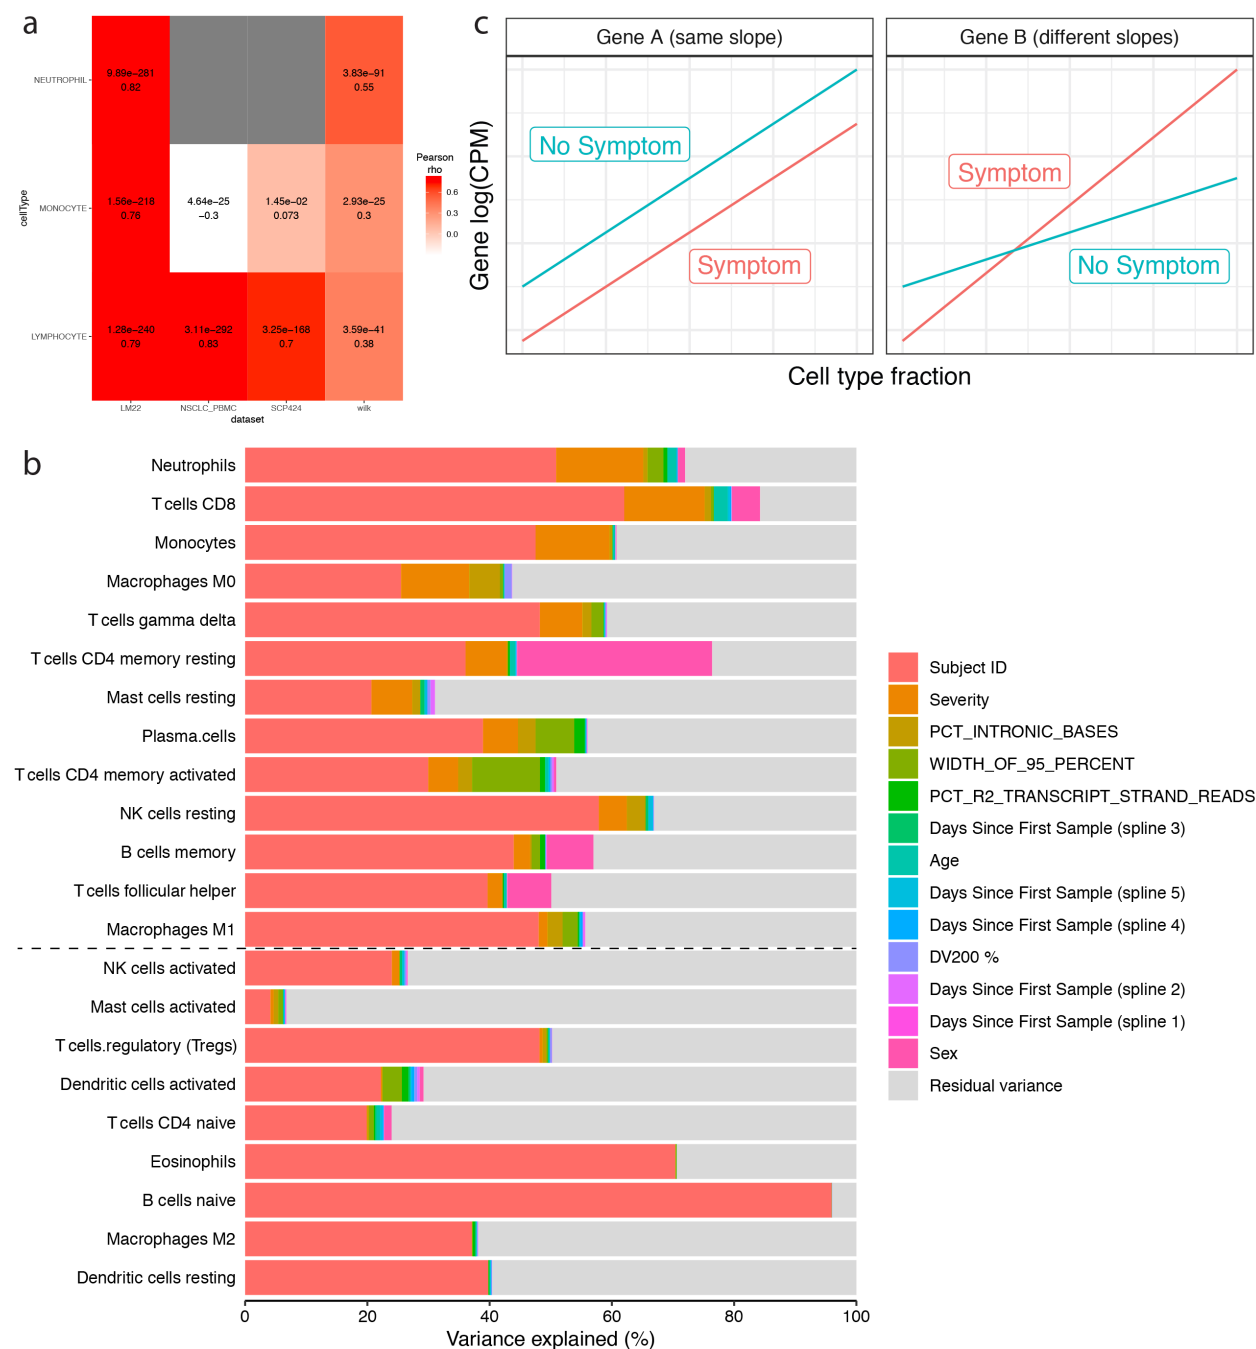 a
NEUTROPHIL
MONOCYTE
LYMPHOCYTE
cellType
9.89e−281
0.82
3.83e−91
0.55
1.56e−218
0.76
4.64e−25
−0.3
1.45e−02
0.073
2.93e−25
0.3
1.28e−240
0.79
3.11e−292
0.83
3.25e−168
0.7
3.59e−41
0.38
LM22
NSCLC_PBMC
SCP424
wilk
dataset
Pearson
rho
0.6
0.3
0.0
c
Gene A (same slope)
Gene B (different slopes)
Gene log(CPM)
No Symptom
Symptom
Symptom
No Symptom
Cell type fraction
b
Neutrophils
T cells CD8
Monocytes
Macrophages M0
T cells gamma delta
T cells CD4 memory resting
Mast cells resting
Plasma.cells
T cells CD4 memory activated
NK cells resting
B cells memory
T cells follicular helper
Macrophages M1
NK cells activated
Mast cells activated
T cells.regulatory (Tregs)
Dendritic cells activated
T cells CD4 naive
Eosinophils
B cells naive
Macrophages M2
Dendritic cells resting
0
20
40
60
80
100
Variance explained (%)
Subject ID
Severity
PCT_INTRONIC_BASES
WIDTH_OF_95_PERCENT
PCT_R2_TRANSCRIPT_STRAND_READS
Days Since First Sample (spline 3)
Age
Days Since First Sample (spline 5)
Days Since First Sample (spline 4)
DV200 %
Days Since First Sample (spline 2)
Days Since First Sample (spline 1)
Sex
Residual variance